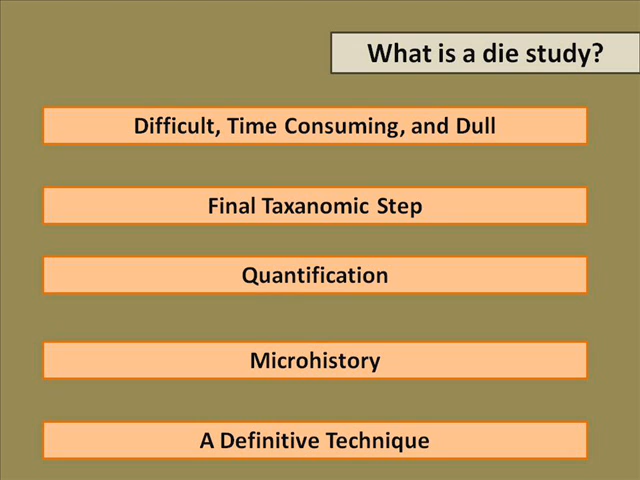 What is a die study?
Difficult, Time Consuming, and Dull
Final Taxanomic Step
Quantification
Microhistory
A Definitive Technique